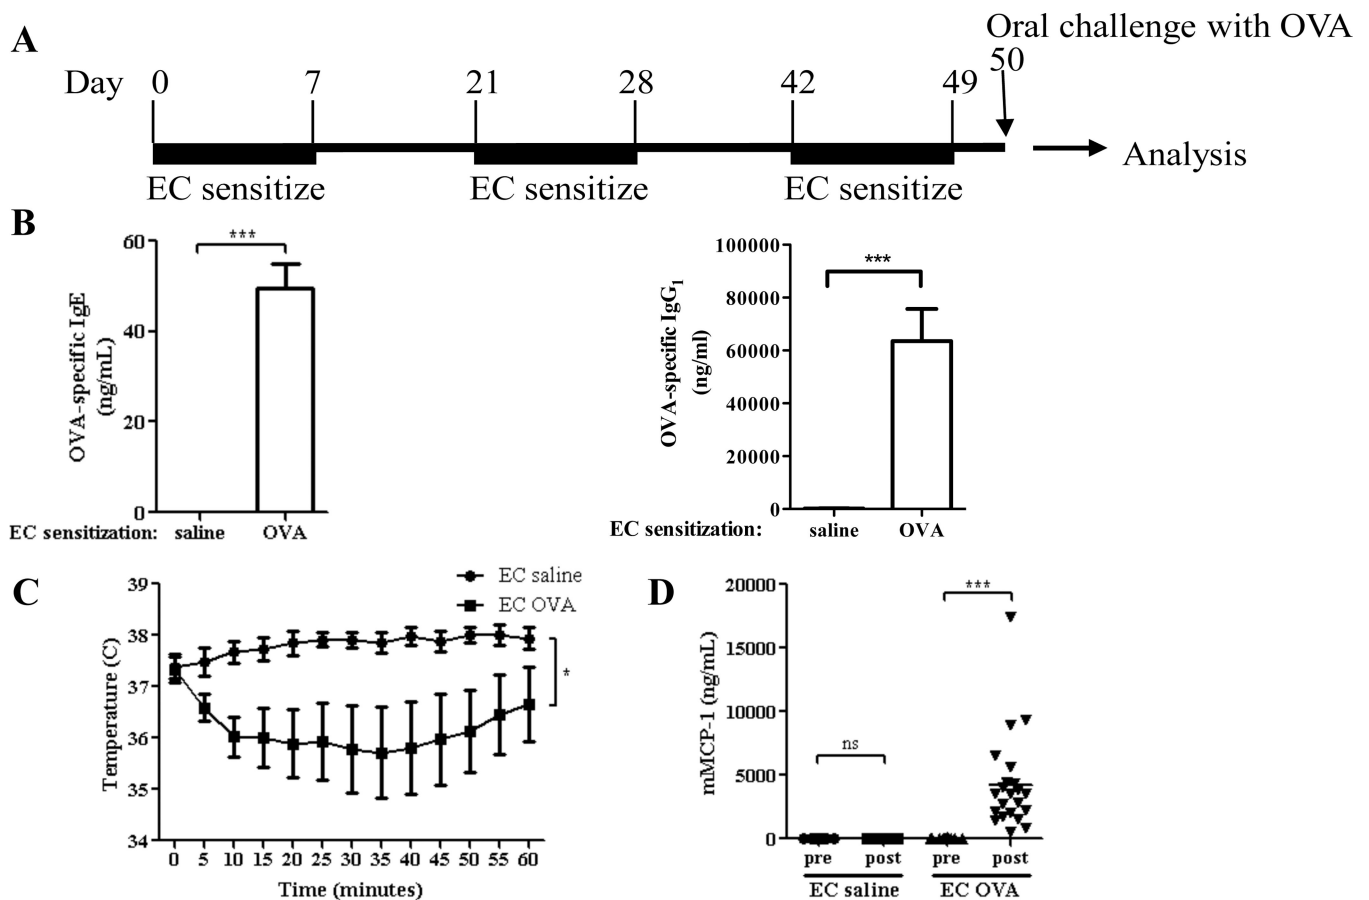 A
Oral challenge with OVA
Day 0 7 21 28 42 49 50
EC sensitize EC sensitize EC sensitize
Analysis
B
***
60
40
20
0
OVA-specific IgE
(ng/mL)
EC sensitization: saline OVA
***
100000
80000
60000
40000
20000
0
OVA-specific IgG1
(ng/ml)
EC sensitization: saline OVA
C
EC saline
EC OVA
39
38
37
36
35
34
Temperature (C)
*
0 5 10 15 20 25 30 35 40 45 50 55 60
Time (minutes)
D
20000
15000
10000
5000
0
mMCP-1 (ng/mL)
ns
***
pre post pre post
EC saline EC OVA